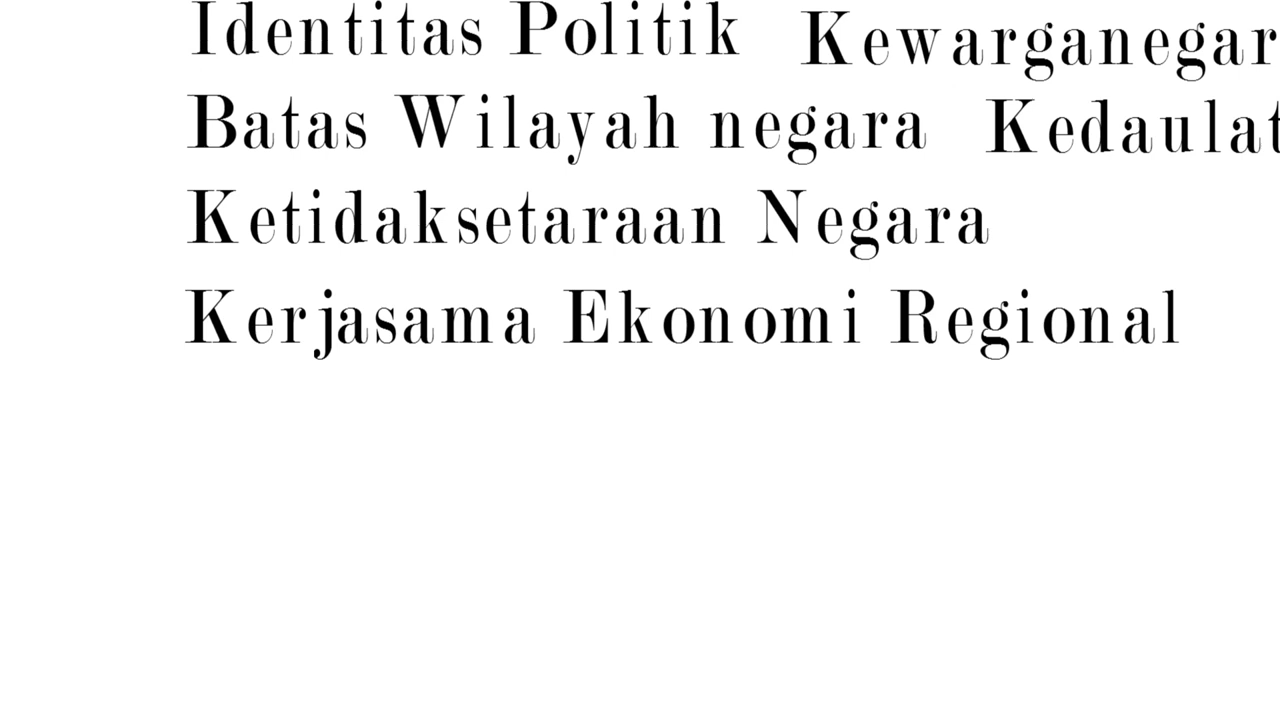 Identitas Politik Kewarganegar
Batas Wilayah negara Kedaulat
Ketidaksetaraan Negara
Kerjasama Ekonomi Regional